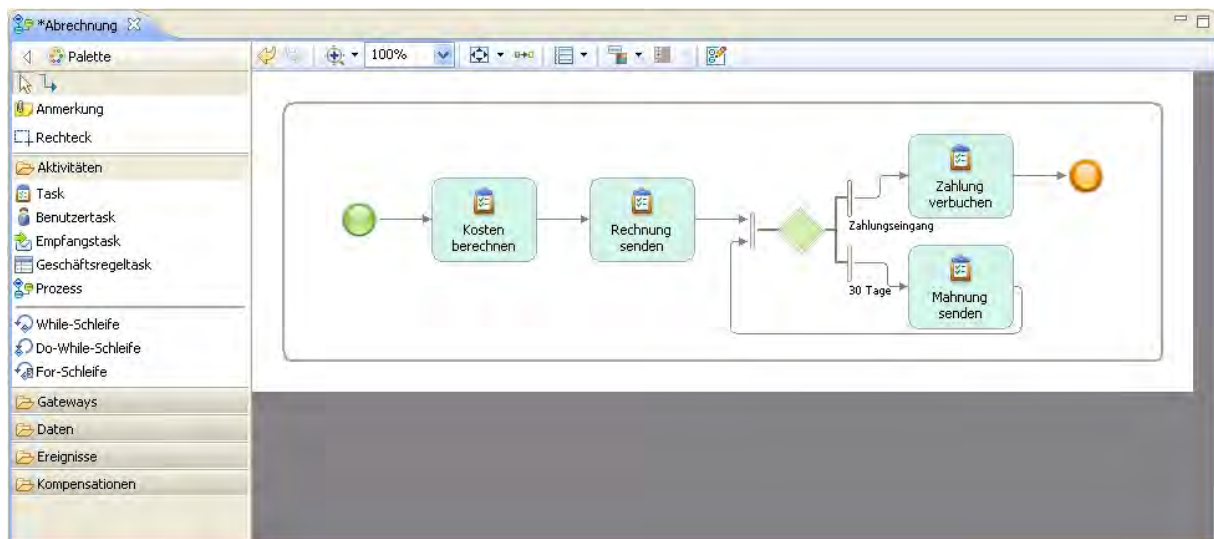 *Abrechnung
Palette
100%
Anmerkung
Rechteck
Aktivitäten
Task
Benutzertask
Empfangstask
Geschäftsregeltask
Prozess
While-Schleife
Do-While-Schleife
For-Schleife
Gateways
Daten
Ereignisse
Kompensationen
Kosten
berechnen
Rechnung
senden
Zahlungseingang
30 Tage
Zahlung
verbuchen
Mahnung
senden